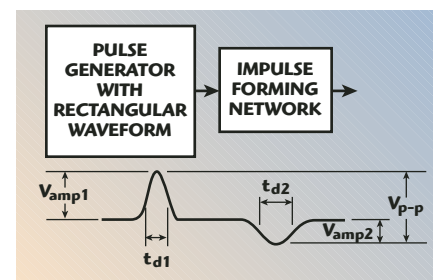 PULSE
GENERATOR
WITH
RECTANGULAR
WAVEFORM
IMPULSE
FORMING
NETWORK
Vamp1
td1
td2
Vamp2
Vp-p